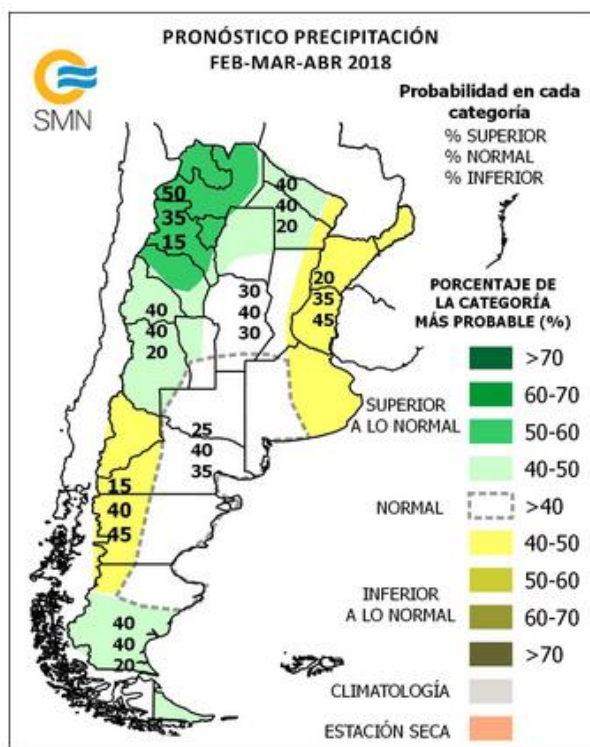 PRONÓSTICO PRECIPITACIÓN
FEB-MAR-ABR 2018
SMN
Probabilidad en cada
categoría
% SUPERIOR
% NORMAL
% INFERIOR
50
35
15
40
40
20
20
35
45
30
40
30
40
40
20
25
40
35
15
40
45
40
40
20
PORCENTAJE DE
LA CATEGORÍA
MÁS PROBABLE (%)
>70
60-70
SUPERIOR
A LO NORMAL
50-60
40-50
NORMAL
>40
40-50
50-60
INFERIOR
A LO NORMAL
60-70
>70
CLIMATOLOGÍA
ESTACIÓN SECA